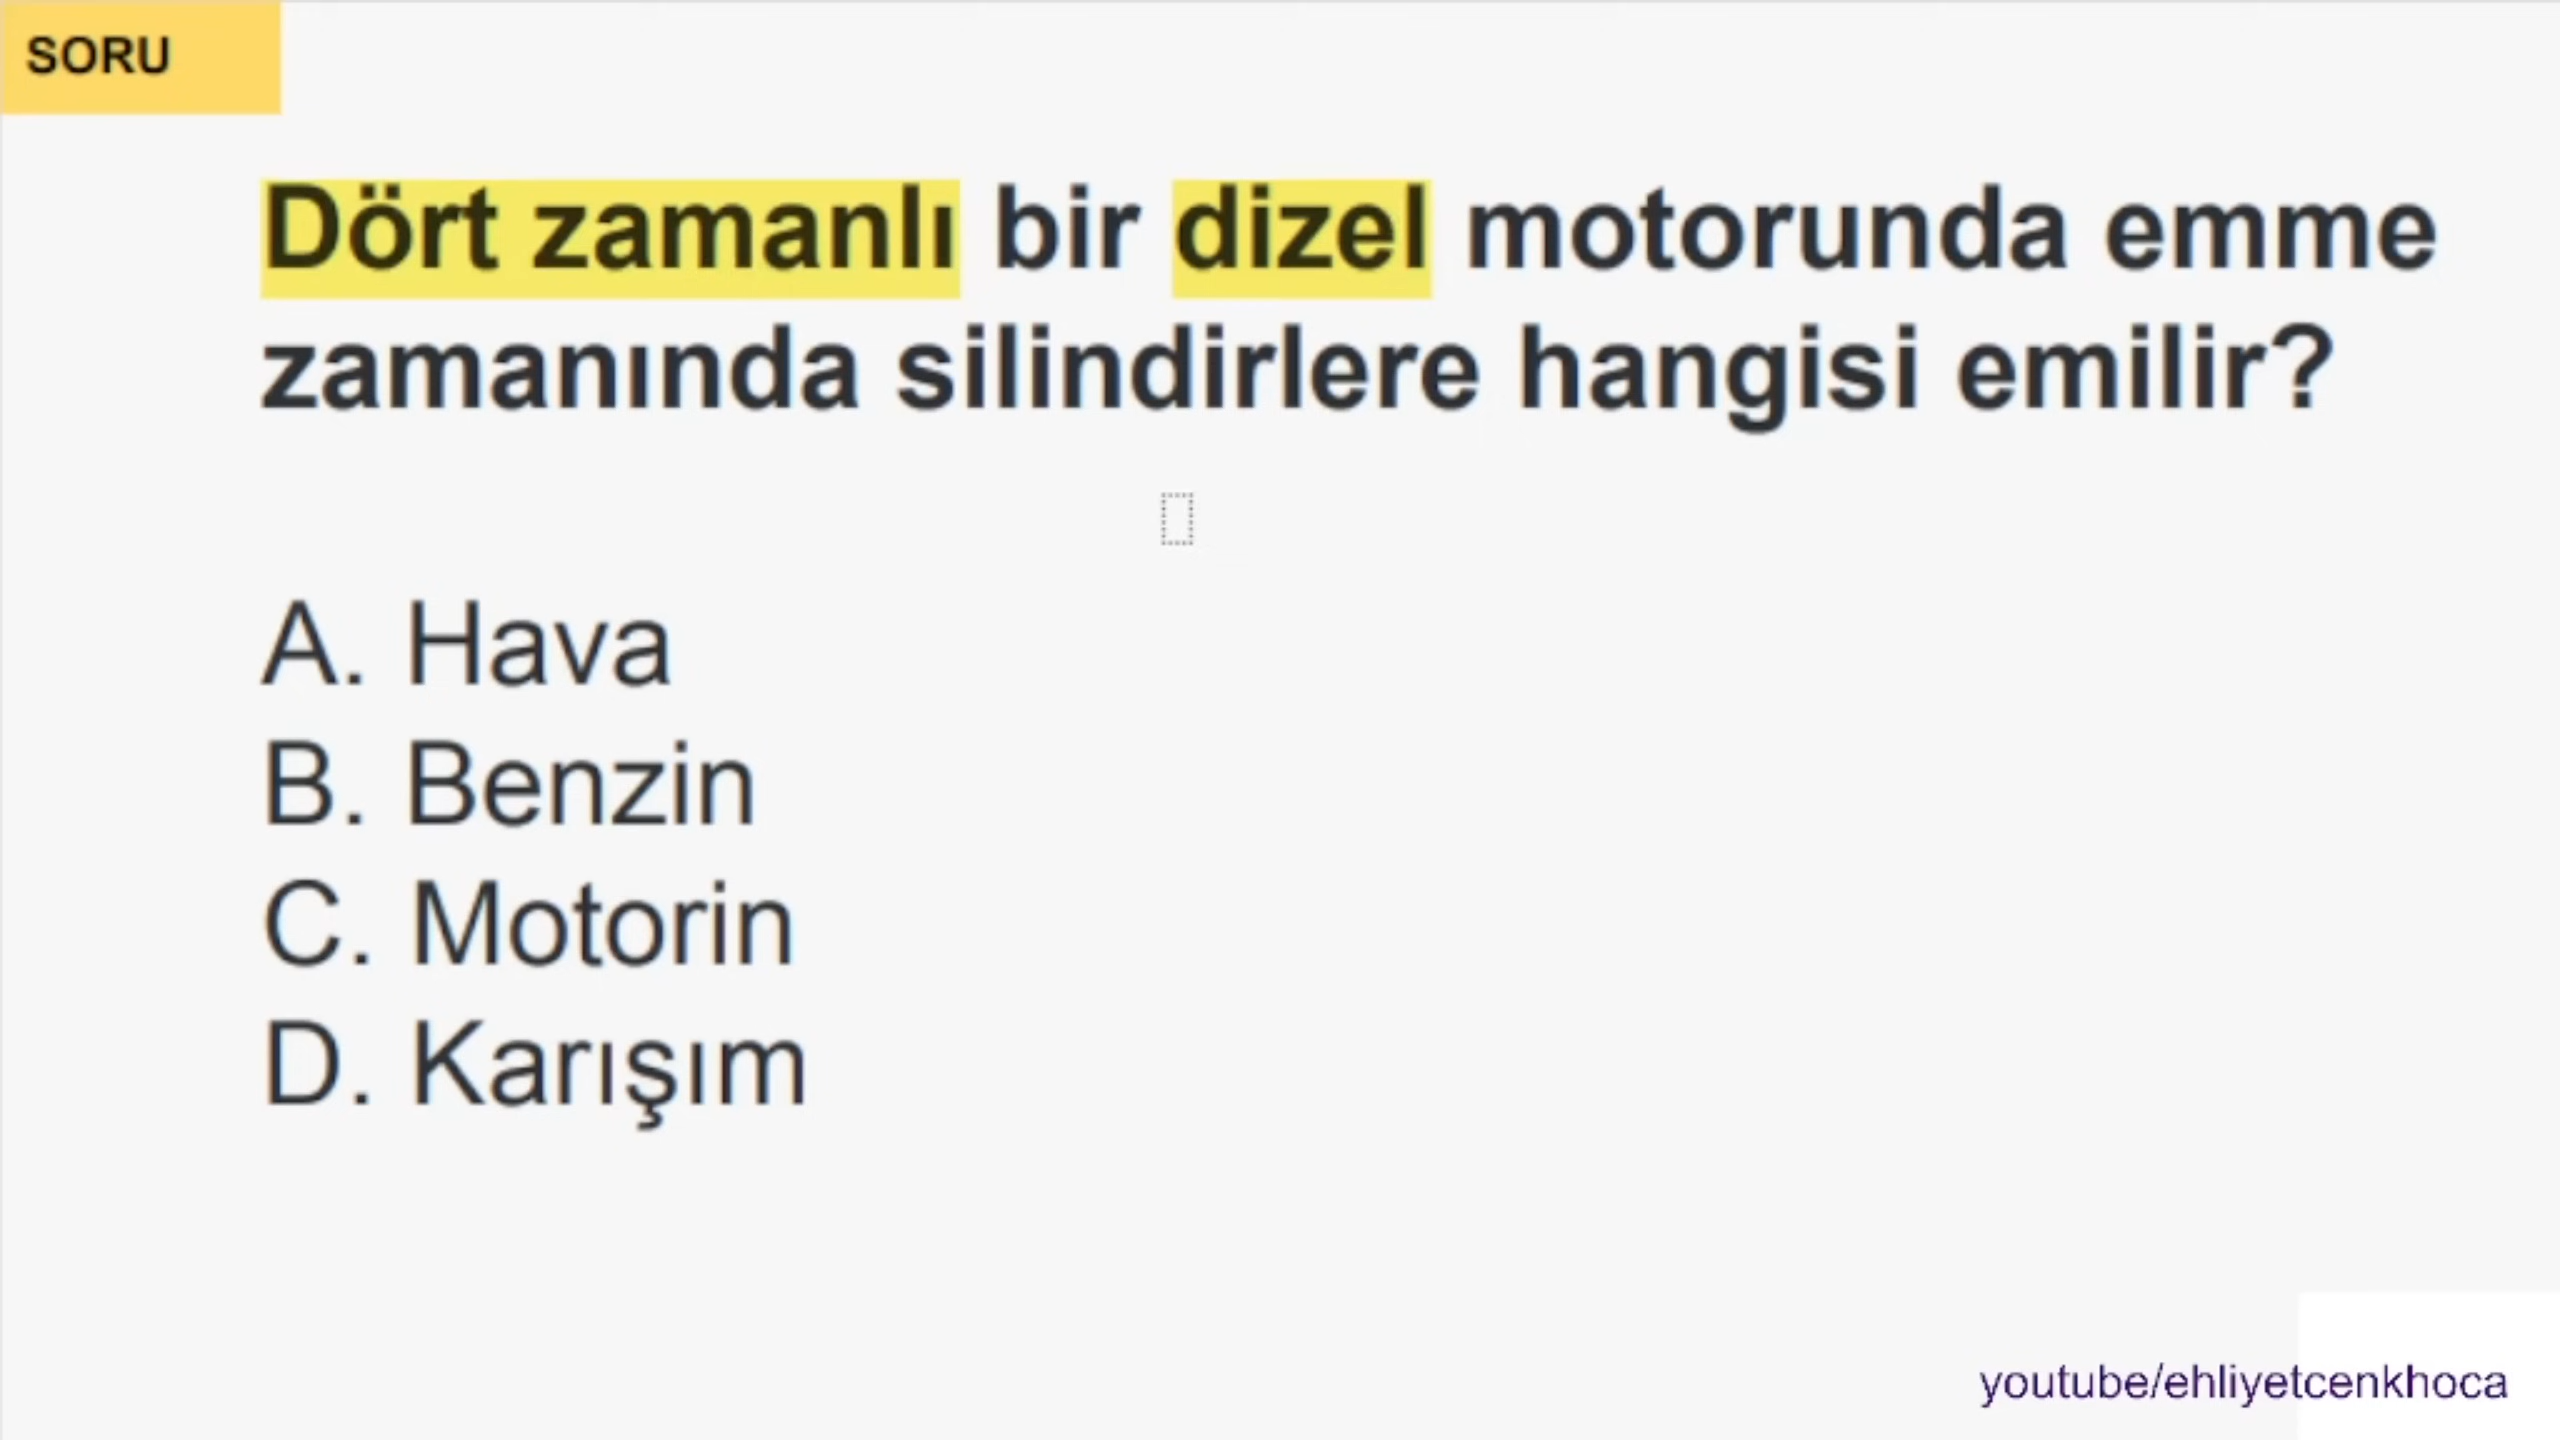 SORU
Dört zamanlı bir dizel motorunda emme
zamanında silindirlere hangisi emilir?
A. Hava
B. Benzin
C. Motorin
D. Karışım
youtube/ehliyetcenkhoca